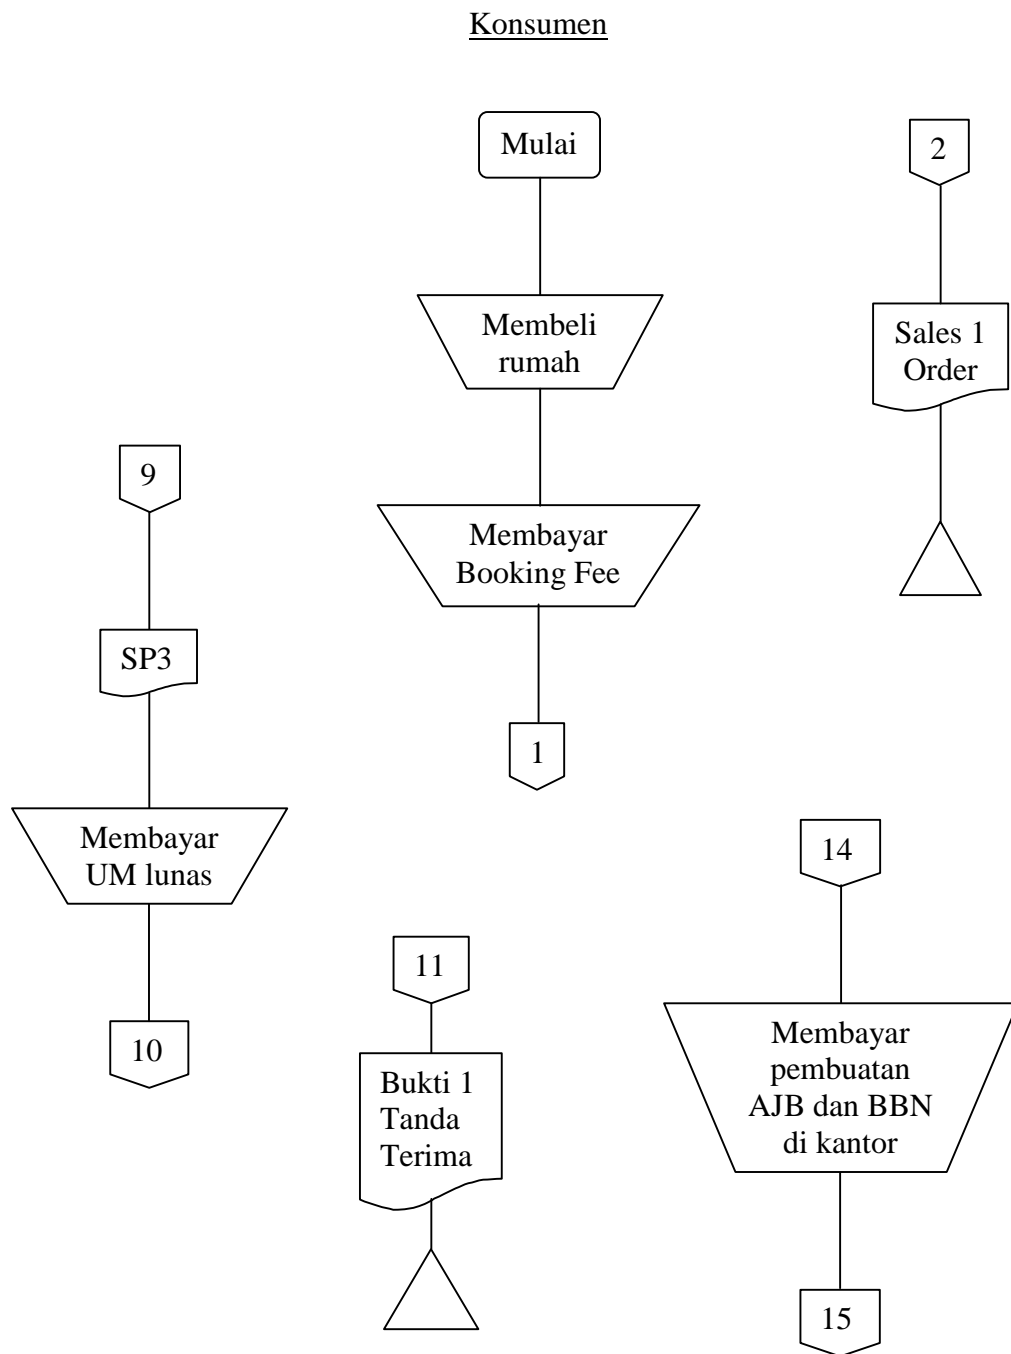 Konsumen
Mulai
2
Membeli
rumah
Sales 1
Order
9
Membayar
Booking Fee
SP3
1
Membayar
UM lunas
14
11
10
Membayar
pembuatan
AJB dan BBN
di kantor
Bukti 1
Tanda
Terima
15